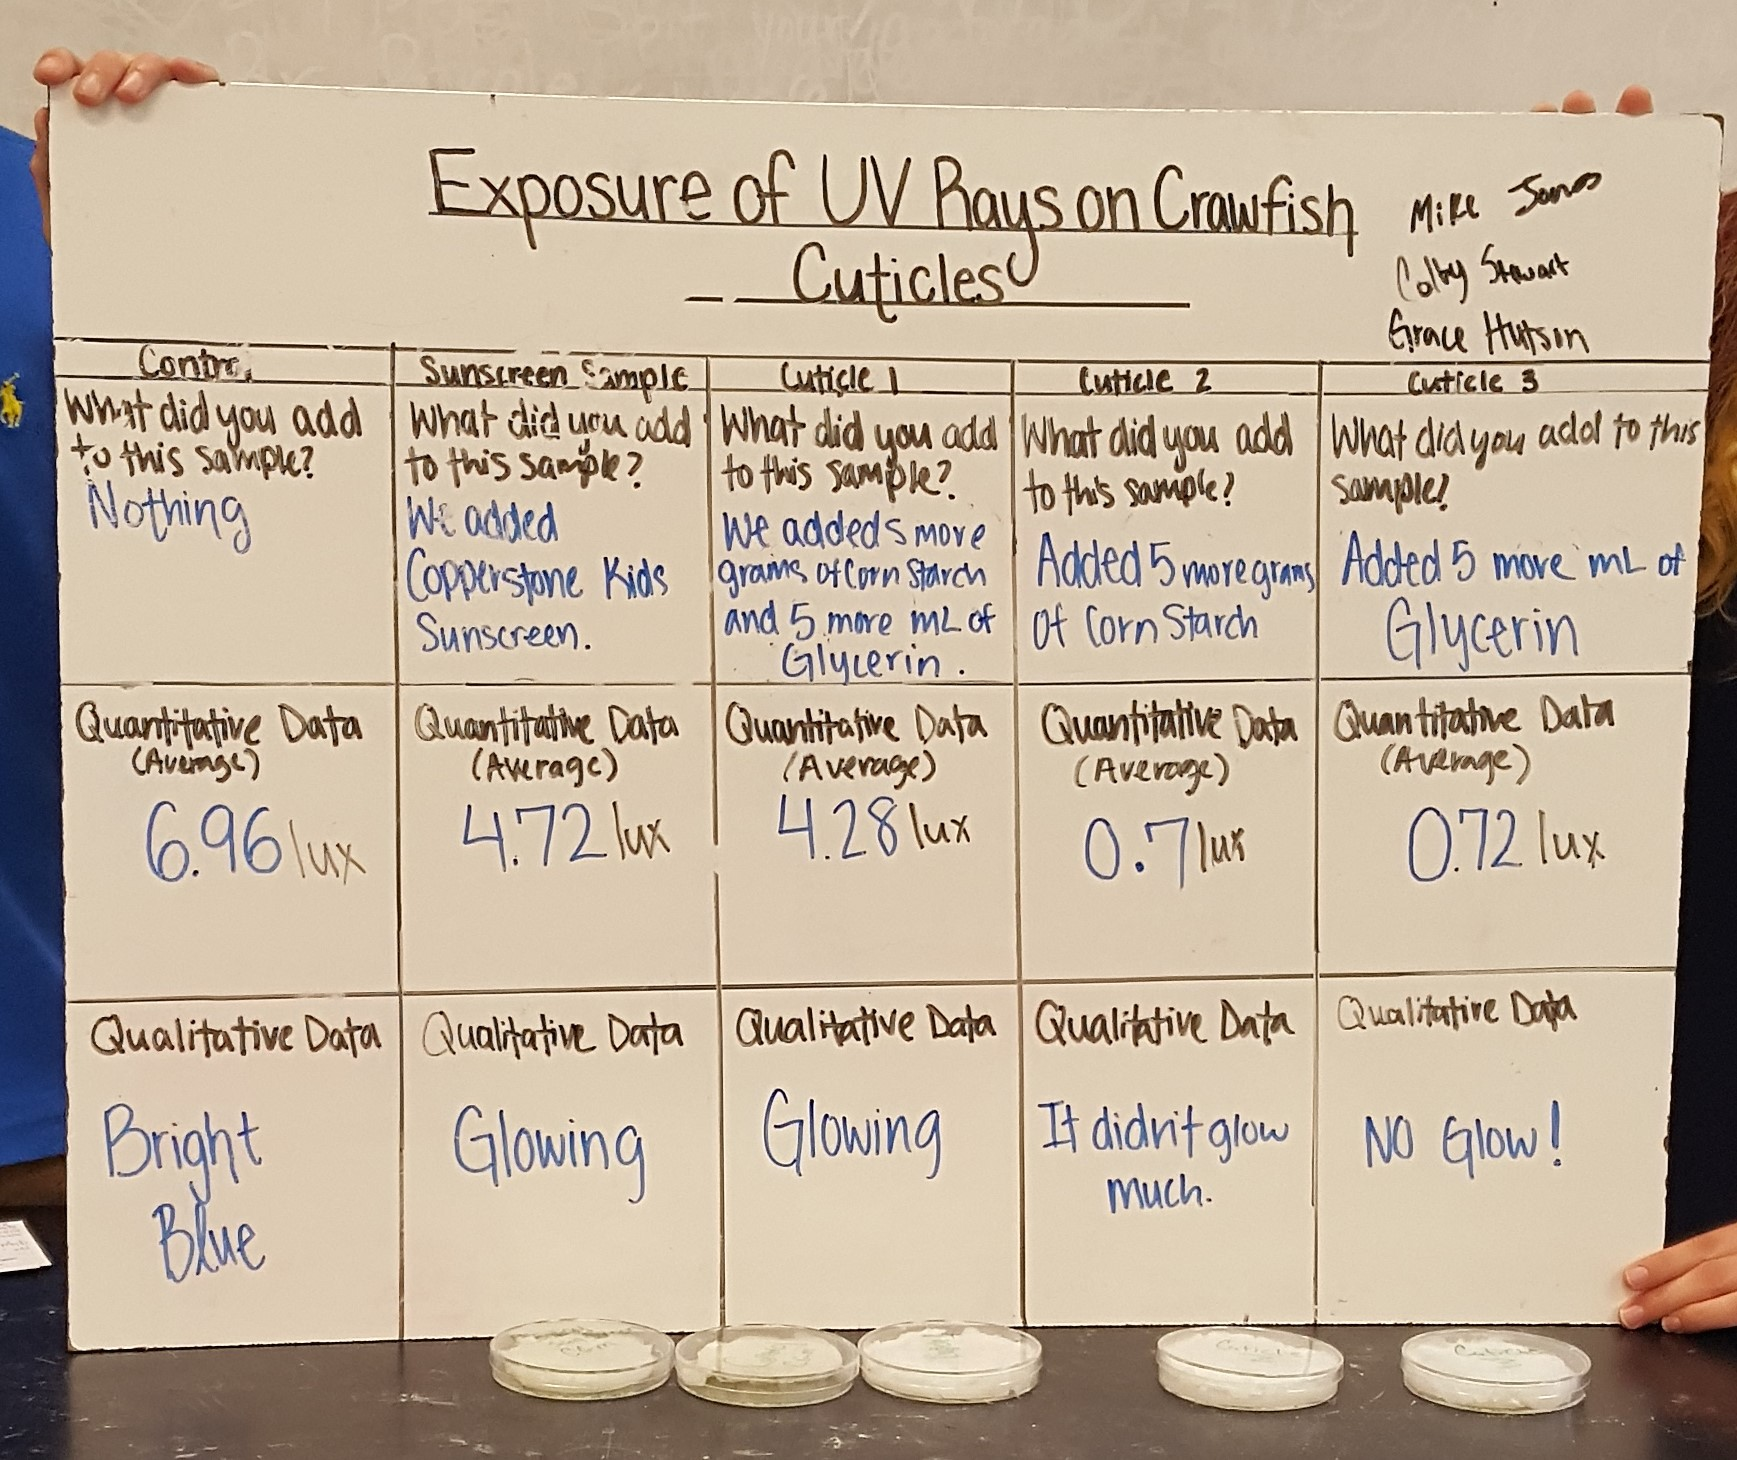 Exposure of UV Rays on Crawfish
Cuticles
Mike Jones
Colby Stewart
Grace Hutson
Control
What did you add
to this sample?
Nothing
Quantitative Data
(Average)
6.96 lux
Qualitative Data
Bright
Blue
Sunscreen Sample
What did you add
to this sample?
We added
Copperstone Kids
Sunscreen.
Quantitative Data
(Average)
4.72 lux
Qualitative Data
Glowing
Cuticle 1
What did you add
to this sample?
We added 5 more
grams of Corn Starch
and 5 more mL of
Glycerin.
Quantitative Data
(Average)
4.28 lux
Qualitative Data
Glowing
Cuticle 2
What did you add
to this sample?
Added 5 more grams
of Corn Starch
Quantitative Data
(Average)
0.7 lux
Qualitative Data
It didn't glow
much.
Cuticle 3
What did you add to this
sample?
Added 5 more mL of
Glycerin
Quantitative Data
(Average)
0.72 lux
Qualitative Data
NO Glow!